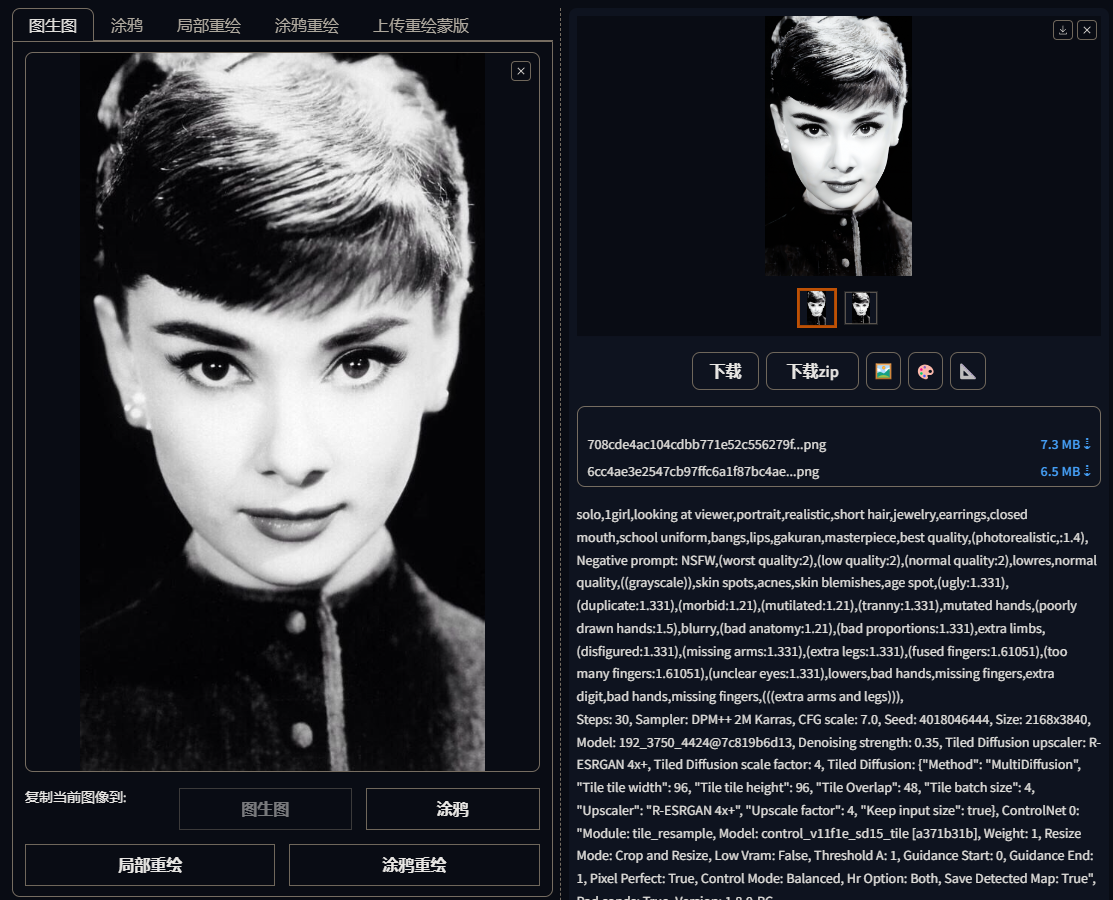 图生图 涂鸦 局部重绘 涂鸦重绘 上传重绘蒙版
复制当前图像到:
图生图 涂鸦
局部重绘 涂鸦重绘
下载 下载zip
708cde4ac104cdbb771e52c556279f...png 7.3 MB ⇣
6cc4ae3e2547cb97ffc6a1f87bc4ae...png 6.5 MB ⇣
solo,1girl,looking at viewer,portrait,realistic,short hair,jewelry,earrings,closed
mouth,school uniform,bangs,lips,gakuran,masterpiece,best quality,(photorealistic,:1.4),
Negative prompt: NSFW,(worst quality:2),(low quality:2),(normal quality:2),lowres,normal
quality,((grayscale)),skin spots,acnes,skin blemishes,age spot,(ugly:1.331),
(duplicate:1.331),(morbid:1.21),(mutilated:1.21),(tranny:1.331),mutated hands,(poorly
drawn hands:1.5),blurry,(bad anatomy:1.21),(bad proportions:1.331),extra limbs,
(disfigured:1.331),(missing arms:1.331),(extra legs:1.331),(fused fingers:1.61051),(too
many fingers:1.61051),(unclear eyes:1.331),lowers,bad hands,missing fingers,extra
digit,bad hands,missing fingers,(((extra arms and legs))),
Steps: 30, Sampler: DPM++ 2M Karras, CFG scale: 7.0, Seed: 4018046444, Size: 2168x3840,
Model: 192_3750_4424@7c819b6d13, Denoising strength: 0.35, Tiled Diffusion upscaler: R-
ESRGAN 4x+, Tiled Diffusion scale factor: 4, Tiled Diffusion: {"Method": "MultiDiffusion",
"Tile tile width": 96, "Tile tile height": 96, "Tile Overlap": 48, "Tile batch size": 4,
"Upscaler": "R-ESRGAN 4x+", "Upscale factor": 4, "Keep input size": true}, ControlNet 0:
"Module: tile_resample, Model: control_v11f1e_sd15_tile [a371b31b], Weight: 1, Resize
Mode: Crop and Resize, Low Vram: False, Threshold A: 1, Guidance Start: 0, Guidance End:
1, Pixel Perfect: True, Control Mode: Balanced, Hr Option: Both, Save Detected Map: True",